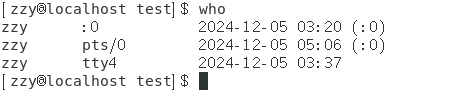 [zzy@localhost test]$ who
zzy      :0           2024-12-05 03:20 (:0)
zzy      pts/0        2024-12-05 05:06 (:0)
zzy      tty4         2024-12-05 03:37
[zzy@localhost test]$